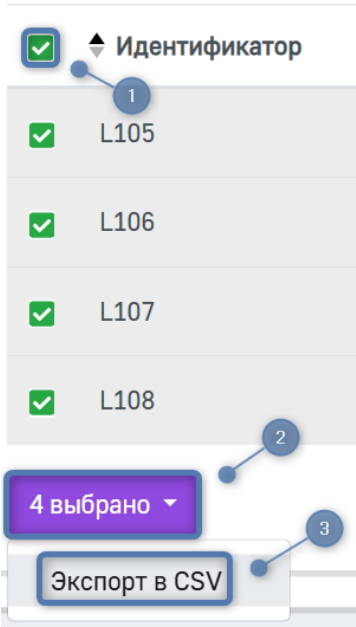 Идентификатор
1
L105
L106
L107
L108
2
4 выбрано
3
Экспорт в CSV